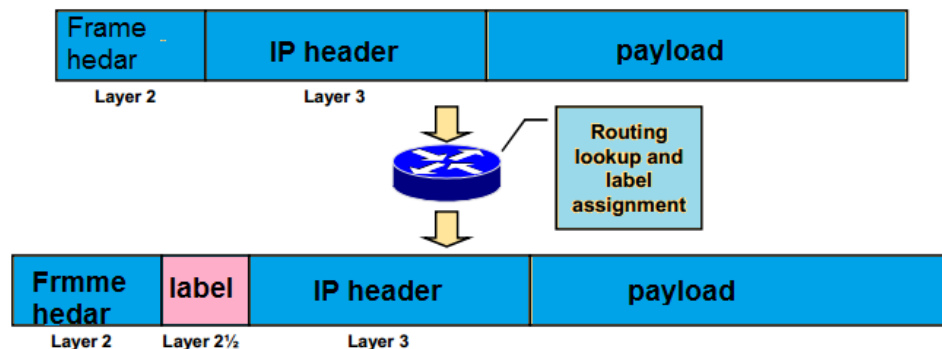 Frame
hedar
IP header
payload
Layer 2
Layer 3
Routing
lookup and
label
assignment
Frmme
hedar
label
IP header
payload
Layer 2
Layer 2½
Layer 3